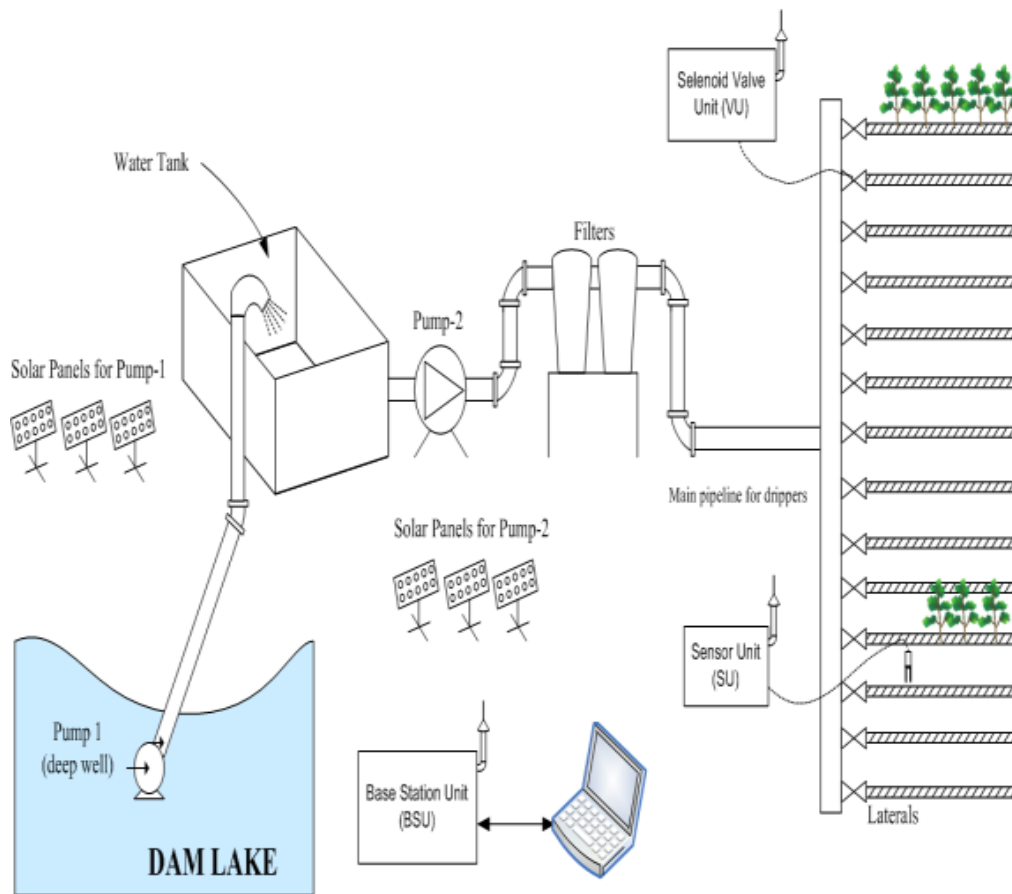 Selenoid Valve
Unit (VU)
Water Tank
Filters
Pump-2
Solar Panels for Pump-1
Main pipeline for drippers
Solar Panels for Pump-2
Sensor Unit
(SU)
Pump 1
(deep well)
Base Station Unit
(BSU)
Laterals
DAM LAKE